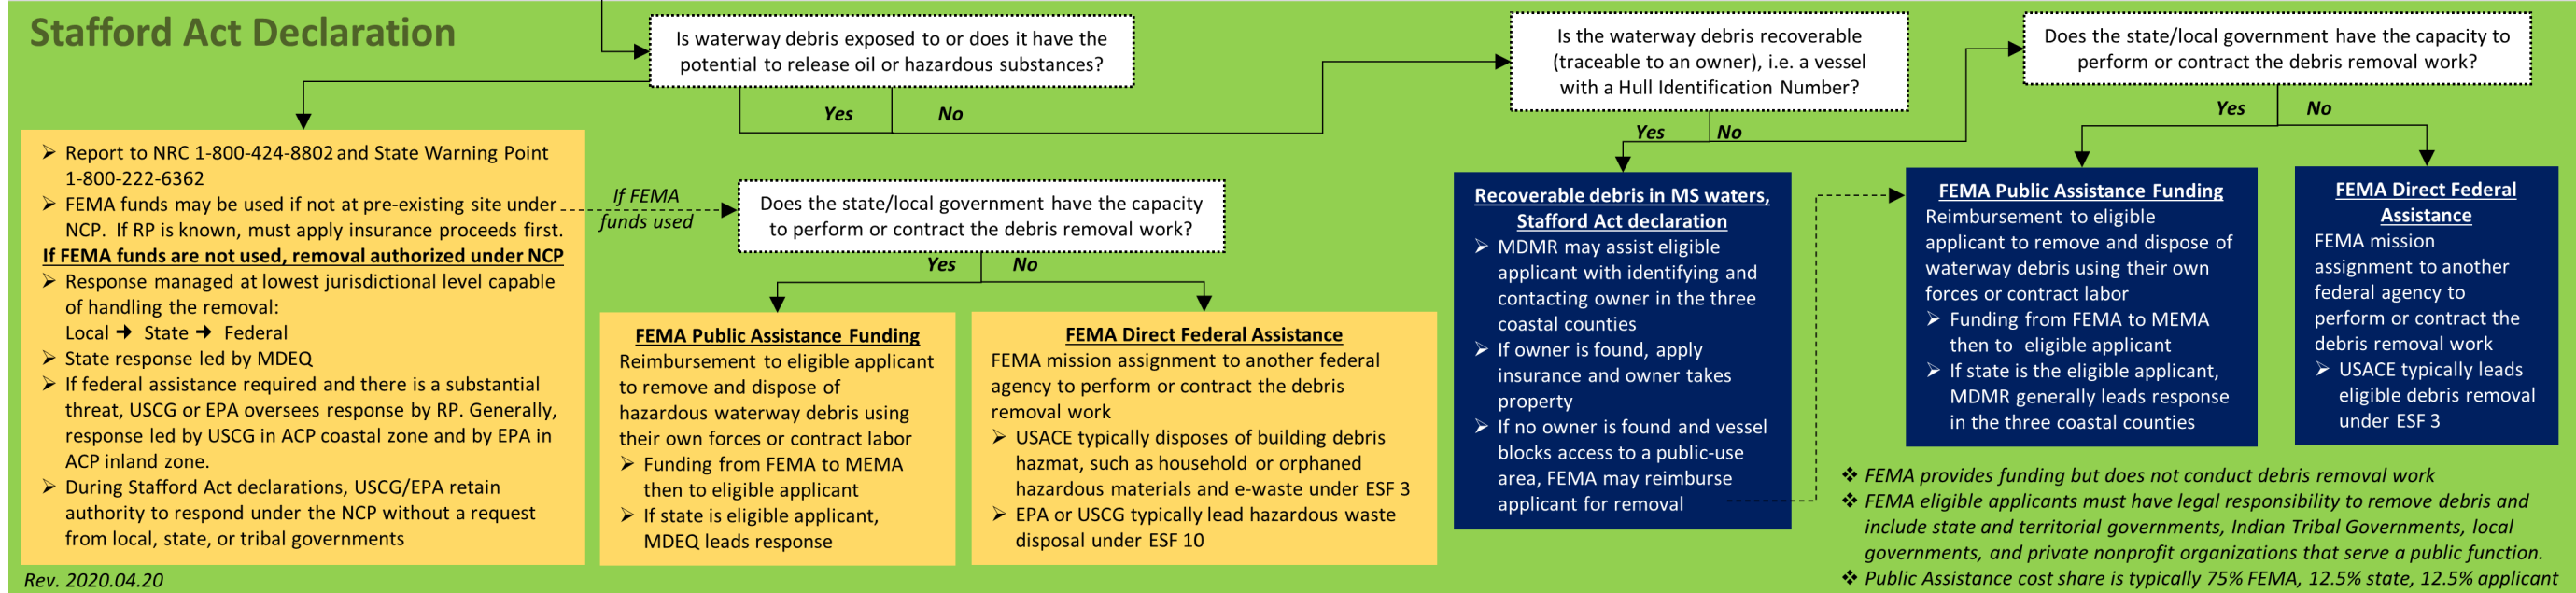 Stafford Act Declaration
Is waterway debris exposed to or does it have the
potential to release oil or hazardous substances?
Yes
No
➢ Report to NRC 1-800-424-8802 and State Warning Point
1-800-222-6362
➢ FEMA funds may be used if not at pre-existing site under
NCP. If RP is known, must apply insurance proceeds first.
If FEMA funds are not used, removal authorized under NCP
➢ Response managed at lowest jurisdictional level capable
of handling the removal:
Local ➔ State ➔ Federal
➢ State response led by MDEQ
➢ If federal assistance required and there is a substantial
threat, USCG or EPA oversees response by RP. Generally,
response led by USCG in ACP coastal zone and by EPA in
ACP inland zone.
➢ During Stafford Act declarations, USCG/EPA retain
authority to respond under the NCP without a request
from local, state, or tribal governments
Rev. 2020.04.20
If FEMA
funds used
Does the state/local government have the capacity
to perform or contract the debris removal work?
Yes
No
FEMA Public Assistance Funding
Reimbursement to eligible applicant
to remove and dispose of
hazardous waterway debris using
their own forces or contract labor
➢ Funding from FEMA to MEMA
then to eligible applicant
➢ If state is eligible applicant,
MDEQ leads response
FEMA Direct Federal Assistance
FEMA mission assignment to another federal
agency to perform or contract the debris
removal work
➢ USACE typically disposes of building debris
hazmat, such as household or orphaned
hazardous materials and e-waste under ESF 3
➢ EPA or USCG typically lead hazardous waste
disposal under ESF 10
Is the waterway debris recoverable
(traceable to an owner), i.e. a vessel
with a Hull Identification Number?
Yes
No
Recoverable debris in MS waters,
Stafford Act declaration
➢ MDMR may assist eligible
applicant with identifying and
contacting owner in the three
coastal counties
➢ If owner is found, apply
insurance and owner takes
property
➢ If no owner is found and vessel
blocks access to a public-use
area, FEMA may reimburse
applicant for removal
Does the state/local government have the capacity to
perform or contract the debris removal work?
Yes
No
FEMA Public Assistance Funding
Reimbursement to eligible
applicant to remove and dispose of
waterway debris using their own
forces or contract labor
➢ Funding from FEMA to MEMA
then to eligible applicant
➢ If state is the eligible applicant,
MDMR generally leads response
in the three coastal counties
FEMA Direct Federal
Assistance
FEMA mission
assignment to another
federal agency to
perform or contract the
debris removal work
➢ USACE typically leads
eligible debris removal
under ESF 3
❖ FEMA provides funding but does not conduct debris removal work
❖ FEMA eligible applicants must have legal responsibility to remove debris and
include state and territorial governments, Indian Tribal Governments, local
governments, and private nonprofit organizations that serve a public function.
❖ Public Assistance cost share is typically 75% FEMA, 12.5% state, 12.5% applicant